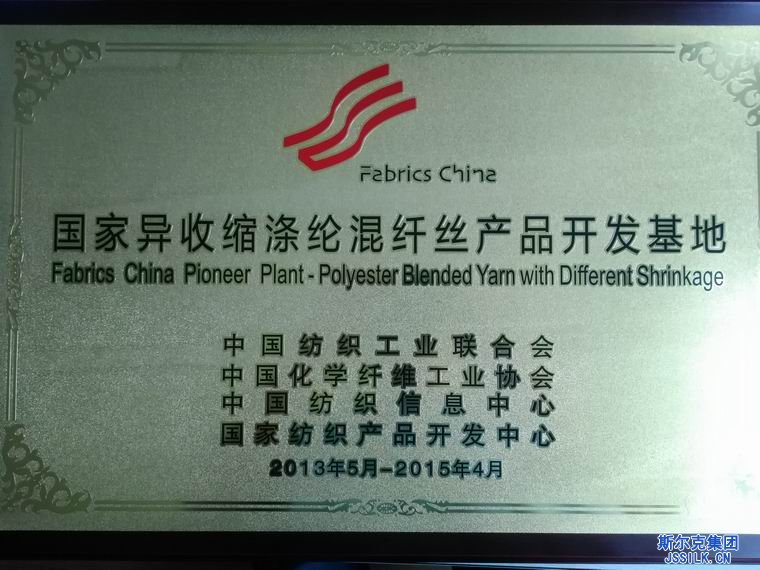 Fabrics China
国家异收缩涤纶混纤丝产品开发基地
Fabrics China Pioneer Plant - Polyester Blended Yarn with Different Shrinkage
中国纺织工业联合会
中国化学纤维工业协会
中国纺织信息中心
国家纺织产品开发中心
2013年5月-2015年4月
斯尔克集团
JSSILK.CN